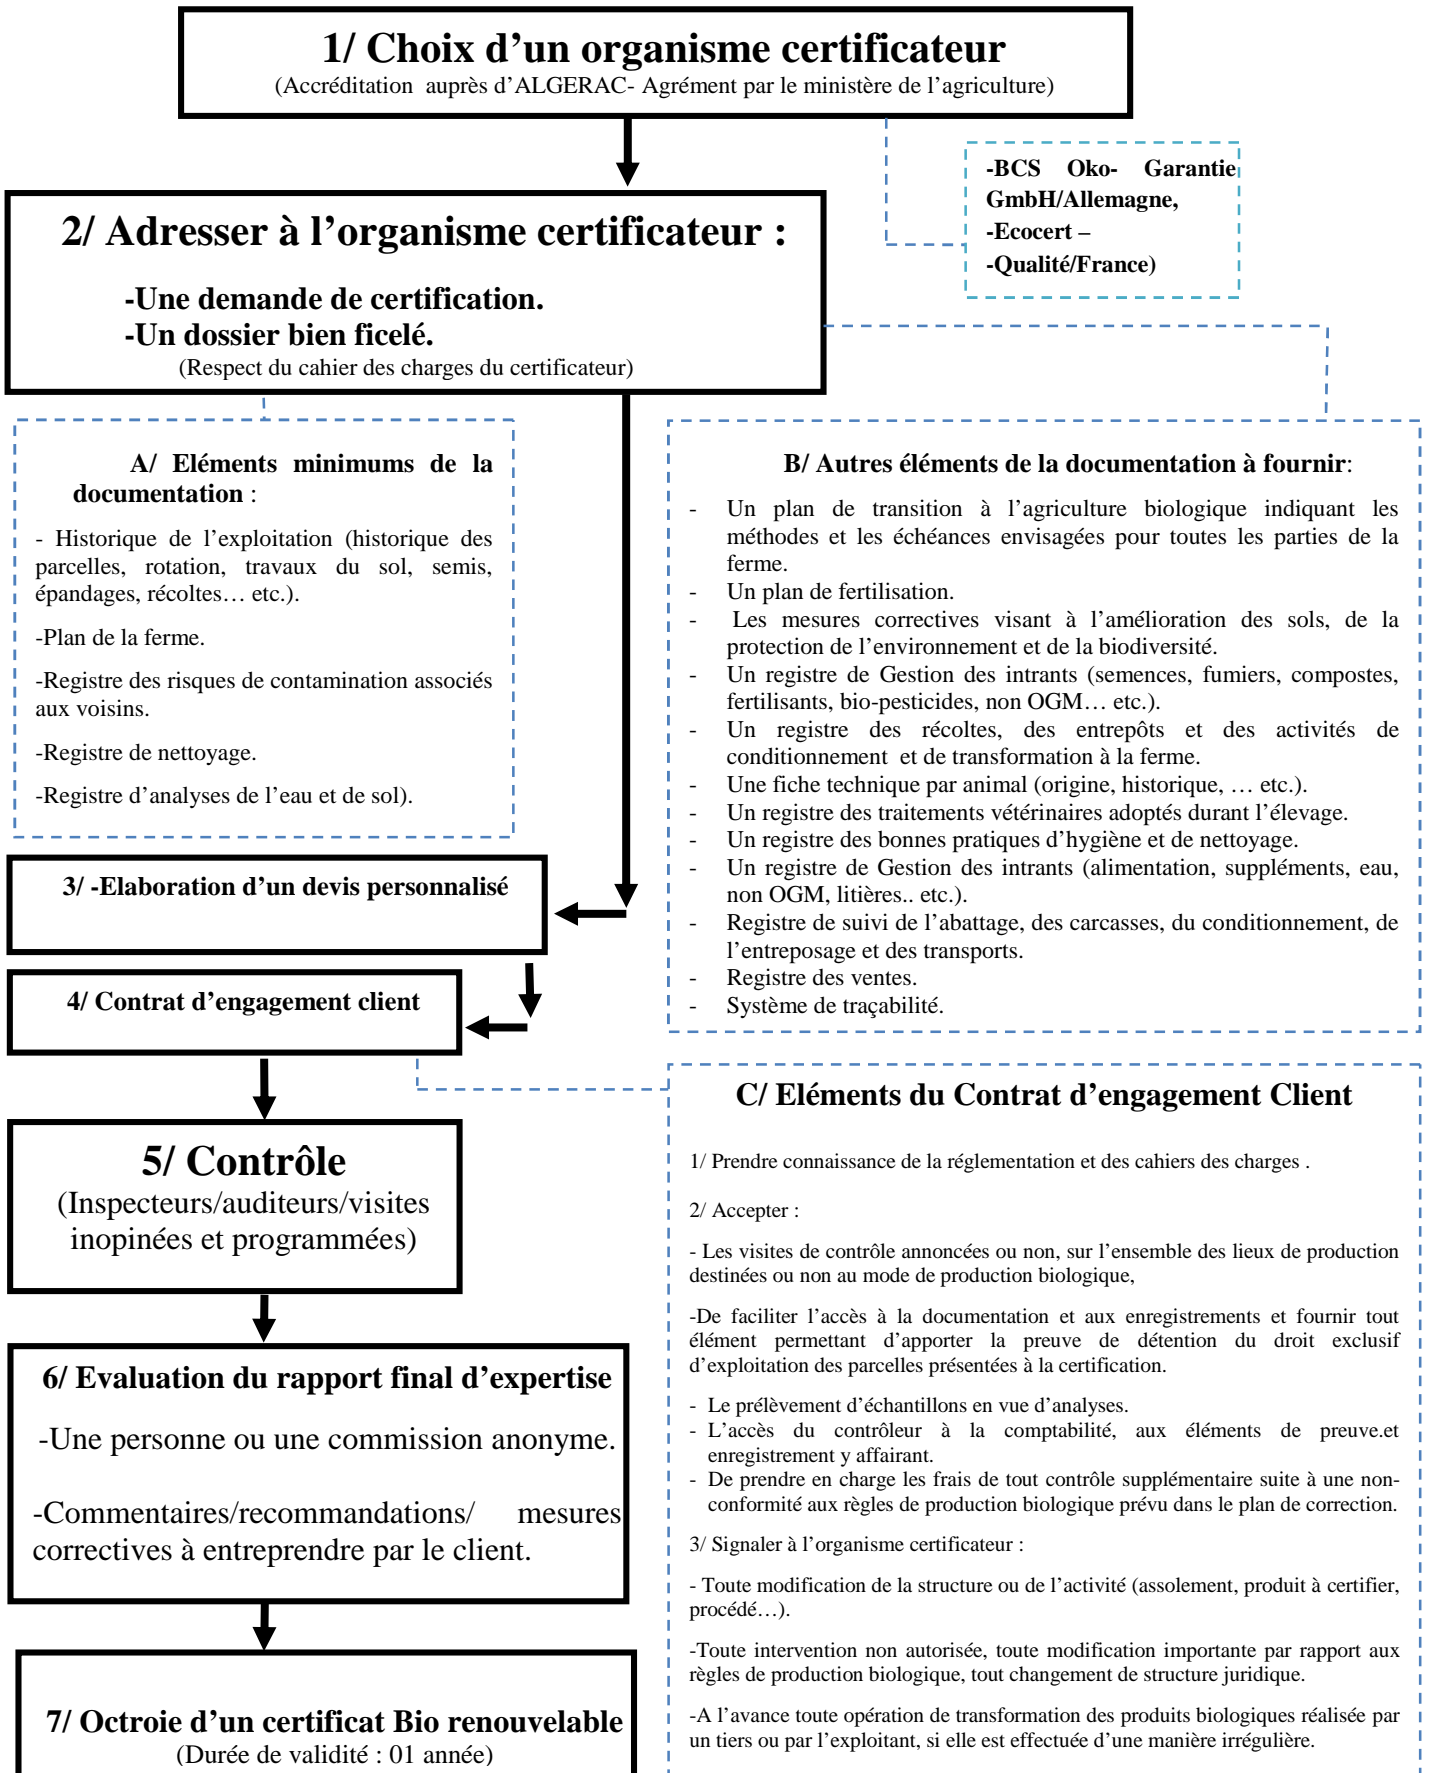 1/ Choix d’un organisme certificateur
(Accréditation auprès d’ALGERAC- Agrément par le ministère de l’agriculture)
-BCS Oko- Garantie
GmbH/Allemagne,
-Ecocert –
-Qualité/France)
2/ Adresser à l’organisme certificateur :
-Une demande de certification.
-Un dossier bien ficelé.
(Respect du cahier des charges du certificateur)
A/ Eléments minimums de la
documentation :
- Historique de l’exploitation (historique des
parcelles, rotation, travaux du sol, semis,
épandages, récoltes… etc.).
-Plan de la ferme.
-Registre des risques de contamination associés
aux voisins.
-Registre de nettoyage.
-Registre d’analyses de l’eau et de sol).
B/ Autres éléments de la documentation à fournir:
- Un plan de transition à l’agriculture biologique indiquant les
méthodes et les échéances envisagées pour toutes les parties de la
ferme.
- Un plan de fertilisation.
- Les mesures correctives visant à l’amélioration des sols, de la
protection de l’environnement et de la biodiversité.
- Un registre de Gestion des intrants (semences, fumiers, compostes,
fertilisants, bio-pesticides, non OGM… etc.).
- Un registre des récoltes, des entrepôts et des activités de
conditionnement et de transformation à la ferme.
- Une fiche technique par animal (origine, historique, … etc.).
- Un registre des traitements vétérinaires adoptés durant l’élevage.
- Un registre des bonnes pratiques d’hygiène et de nettoyage.
- Un registre de Gestion des intrants (alimentation, suppléments, eau,
non OGM, litières.. etc.).
- Registre de suivi de l’abattage, des carcasses, du conditionnement, de
l’entreposage et des transports.
- Registre des ventes.
- Système de traçabilité.
3/ -Elaboration d’un devis personnalisé
4/ Contrat d’engagement client
5/ Contrôle
(Inspecteurs/auditeurs/visites
inopinées et programmées)
6/ Evaluation du rapport final d’expertise
-Une personne ou une commission anonyme.
-Commentaires/recommandations/ mesures
correctives à entreprendre par le client.
7/ Octroie d’un certificat Bio renouvelable
(Durée de validité : 01 année)
C/ Eléments du Contrat d’engagement Client
1/ Prendre connaissance de la réglementation et des cahiers des charges .
2/ Accepter :
- Les visites de contrôle annoncées ou non, sur l’ensemble des lieux de production
destinées ou non au mode de production biologique,
-De faciliter l’accès à la documentation et aux enregistrements et fournir tout
élément permettant d’apporter la preuve de détention du droit exclusif
d’exploitation des parcelles présentées à la certification.
- Le prélèvement d’échantillons en vue d’analyses.
- L’accès du contrôleur à la comptabilité, aux éléments de preuve.et
enregistrement y affairant.
- De prendre en charge les frais de tout contrôle supplémentaire suite à une non-
conformité aux règles de production biologique prévu dans le plan de correction.
3/ Signaler à l’organisme certificateur :
- Toute modification de la structure ou de l’activité (assolement, produit à certifier,
procédé…).
-Toute intervention non autorisée, toute modification importante par rapport aux
règles de production biologique, tout changement de structure juridique.
-A l’avance toute opération de transformation des produits biologiques réalisée par
un tiers ou par l’exploitant, si elle est effectuée d’une manière irrégulière.